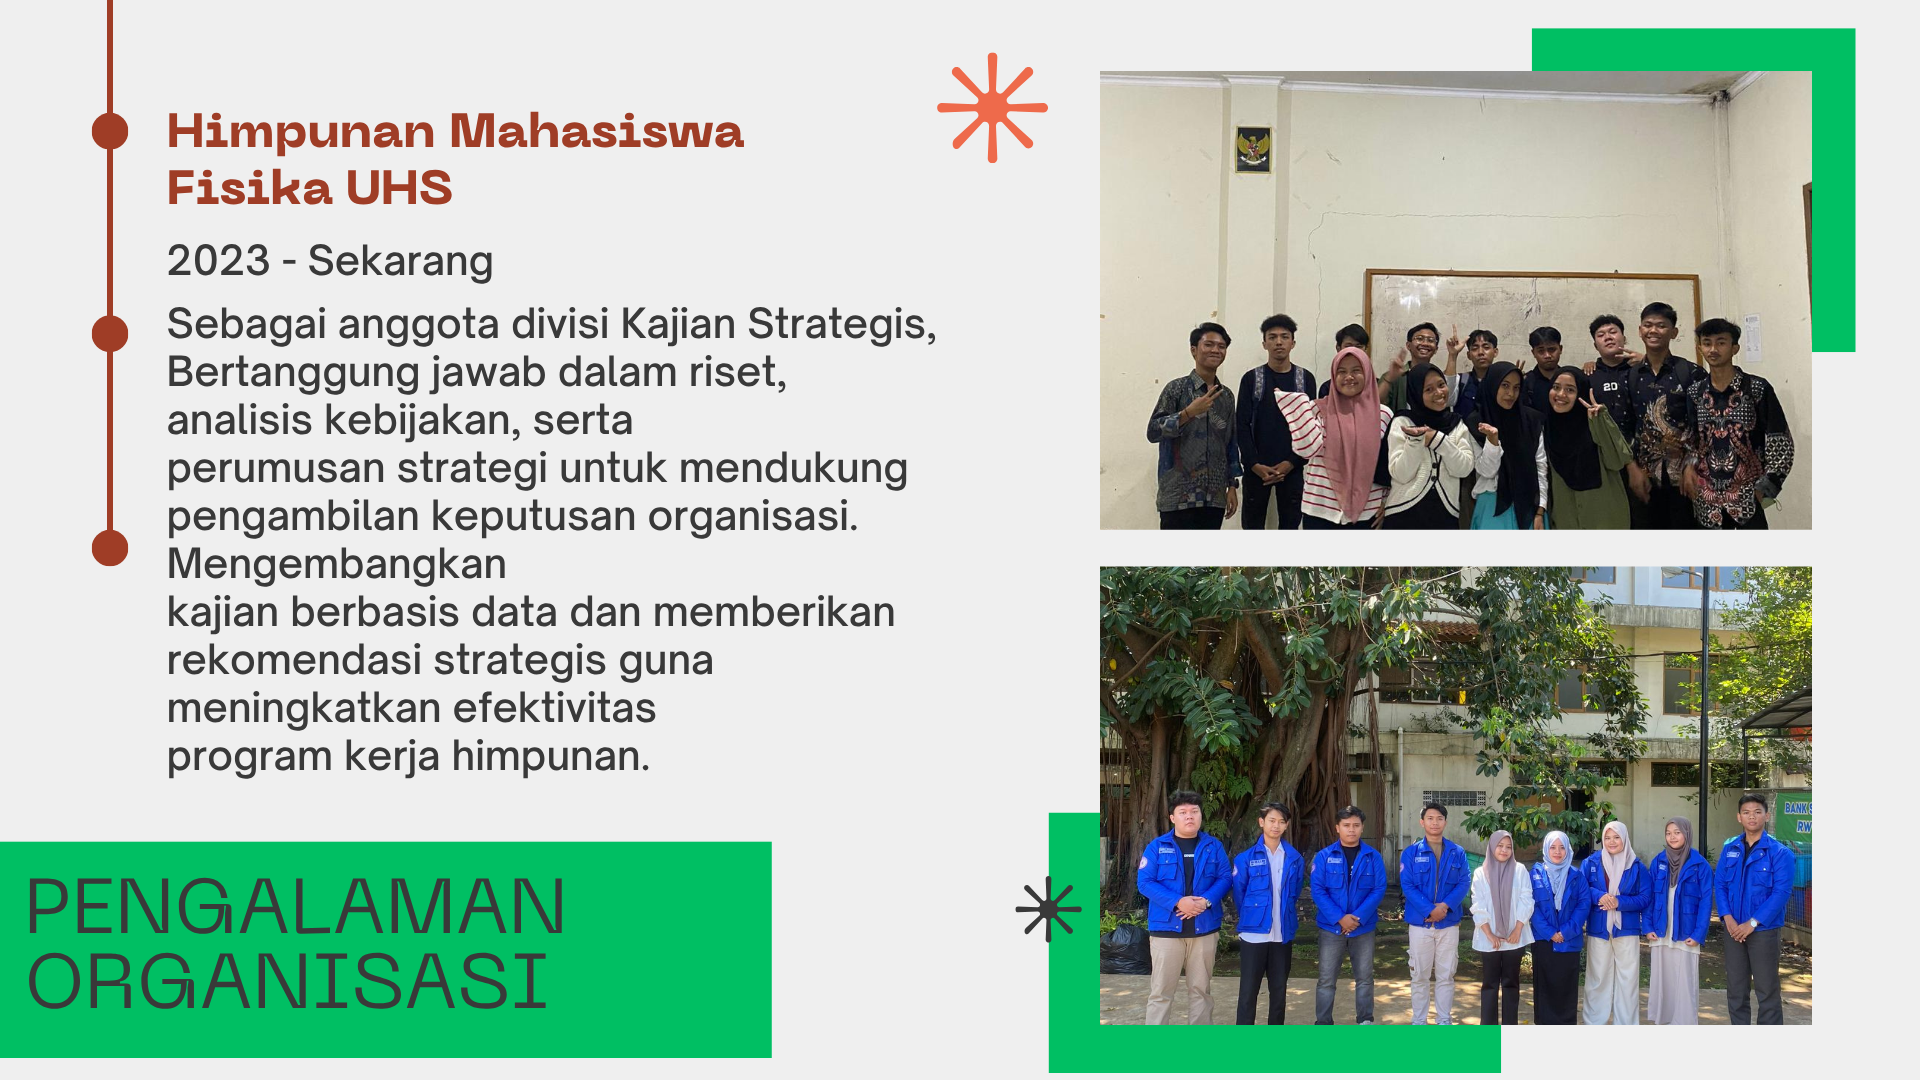 Himpunan Mahasiswa
Fisika UHS
2023 - Sekarang
Sebagai anggota divisi Kajian Strategis,
Bertanggung jawab dalam riset,
analisis kebijakan, serta
perumusan strategi untuk mendukung
pengambilan keputusan organisasi.
Mengembangkan
kajian berbasis data dan memberikan
rekomendasi strategis guna
meningkatkan efektivitas
program kerja himpunan.
PENGALAMAN
ORGANISASI
20
BANK S
RW